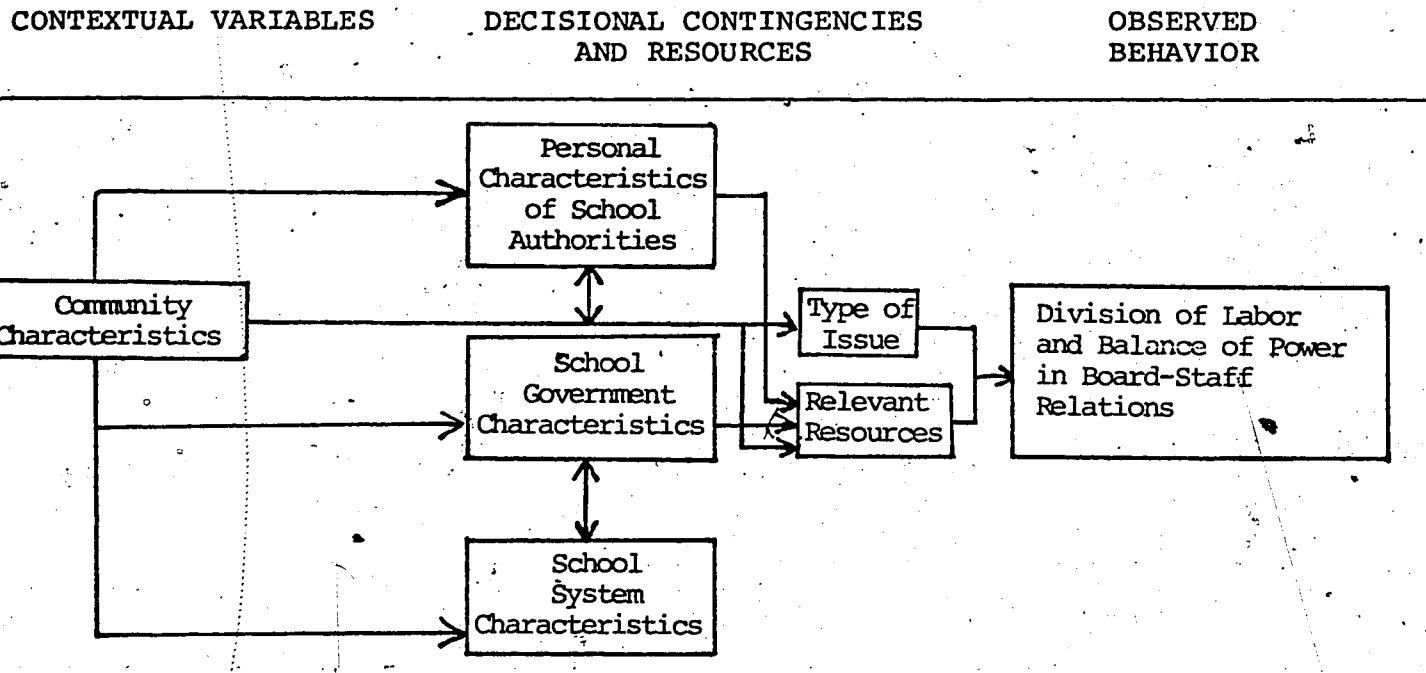 CONTEXTUAL VARIABLES
DECISIONAL CONTINGENCIES
AND RESOURCES
OBSERVED
BEHAVIOR
Personal
Characteristics
of School
Authorities
Community
Characteristics
School
Government
Characteristics
School
System
Characteristics
Type of
Issue
Relevant
Resources
Division of Labor
and Balance of Power
in Board-Staff
Relations